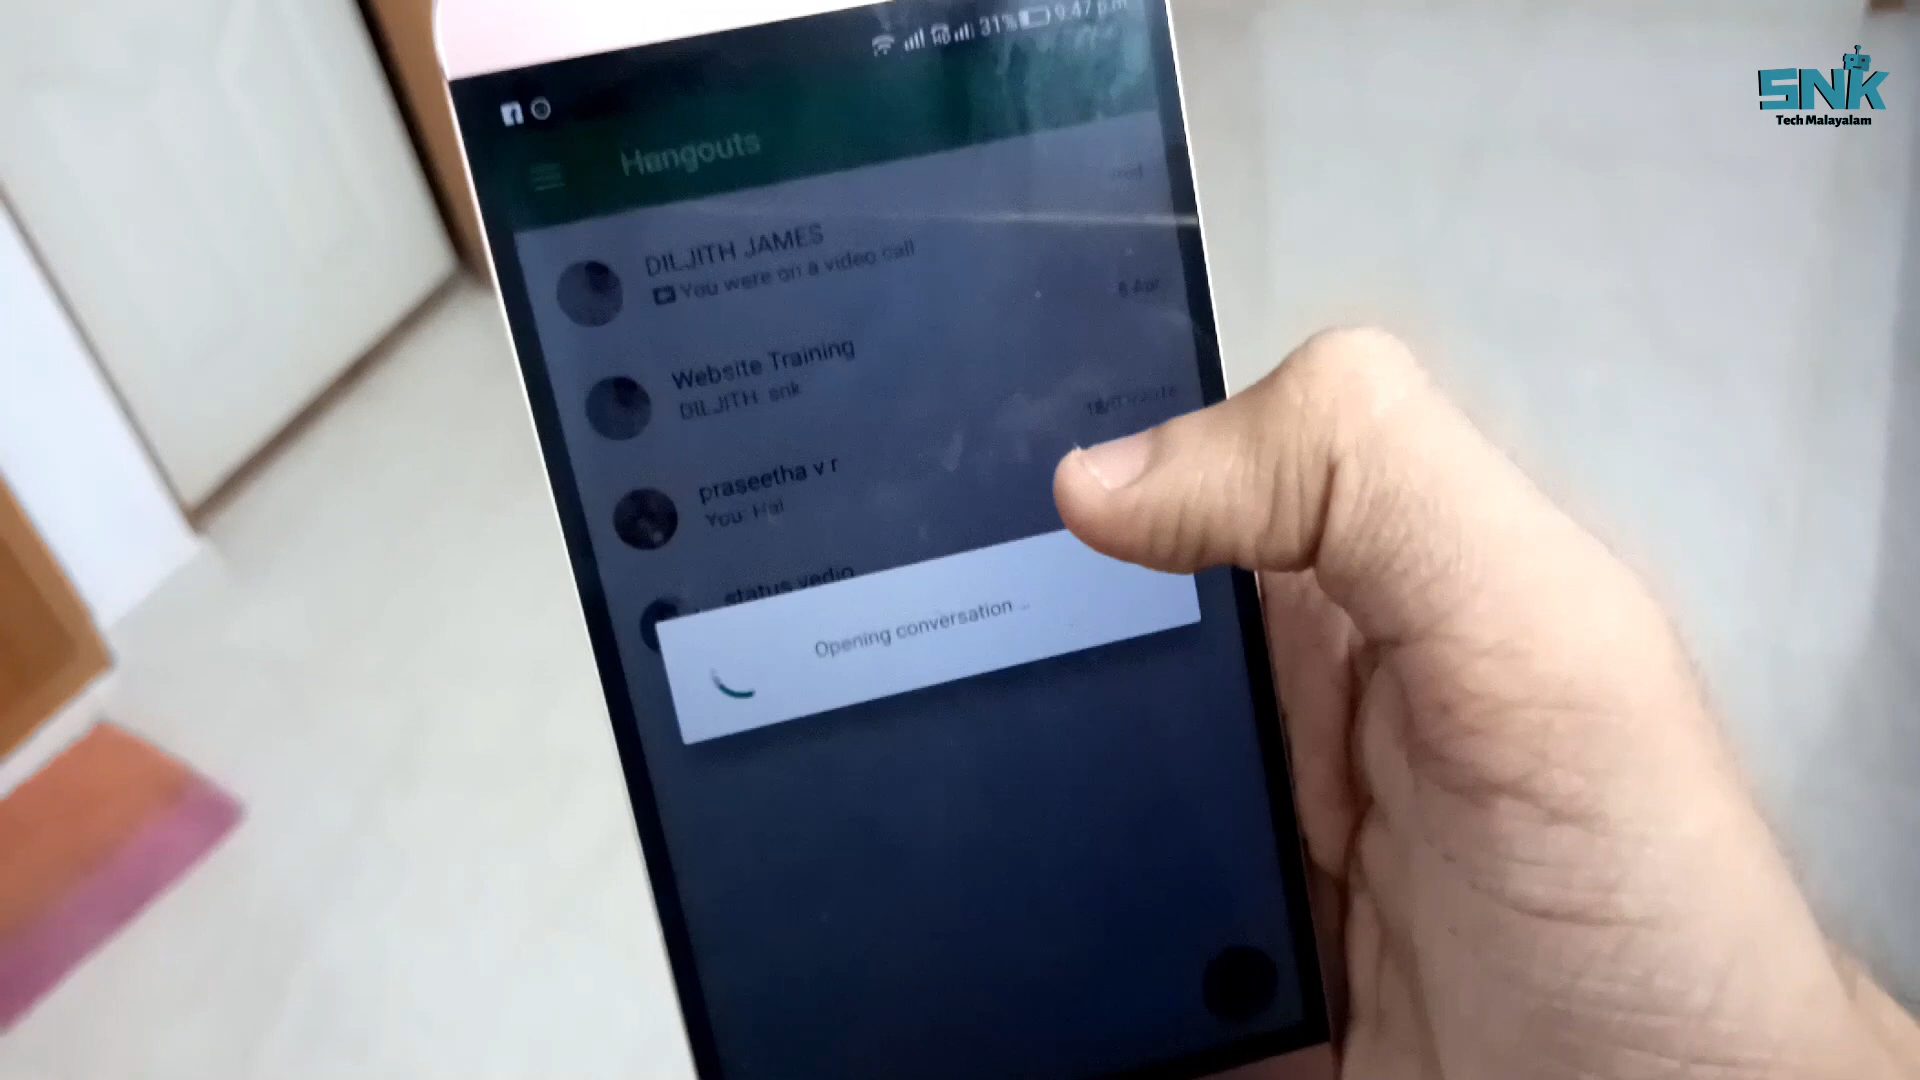 31% 9:47 p.m
SNK
Tech Malayalam
Hangouts
DILJITH JAMES
You were on a video call
8 Apr
Website Training
DILJITH: snk
praseetha v r
You: Hai
status vedio
Opening conversation ...